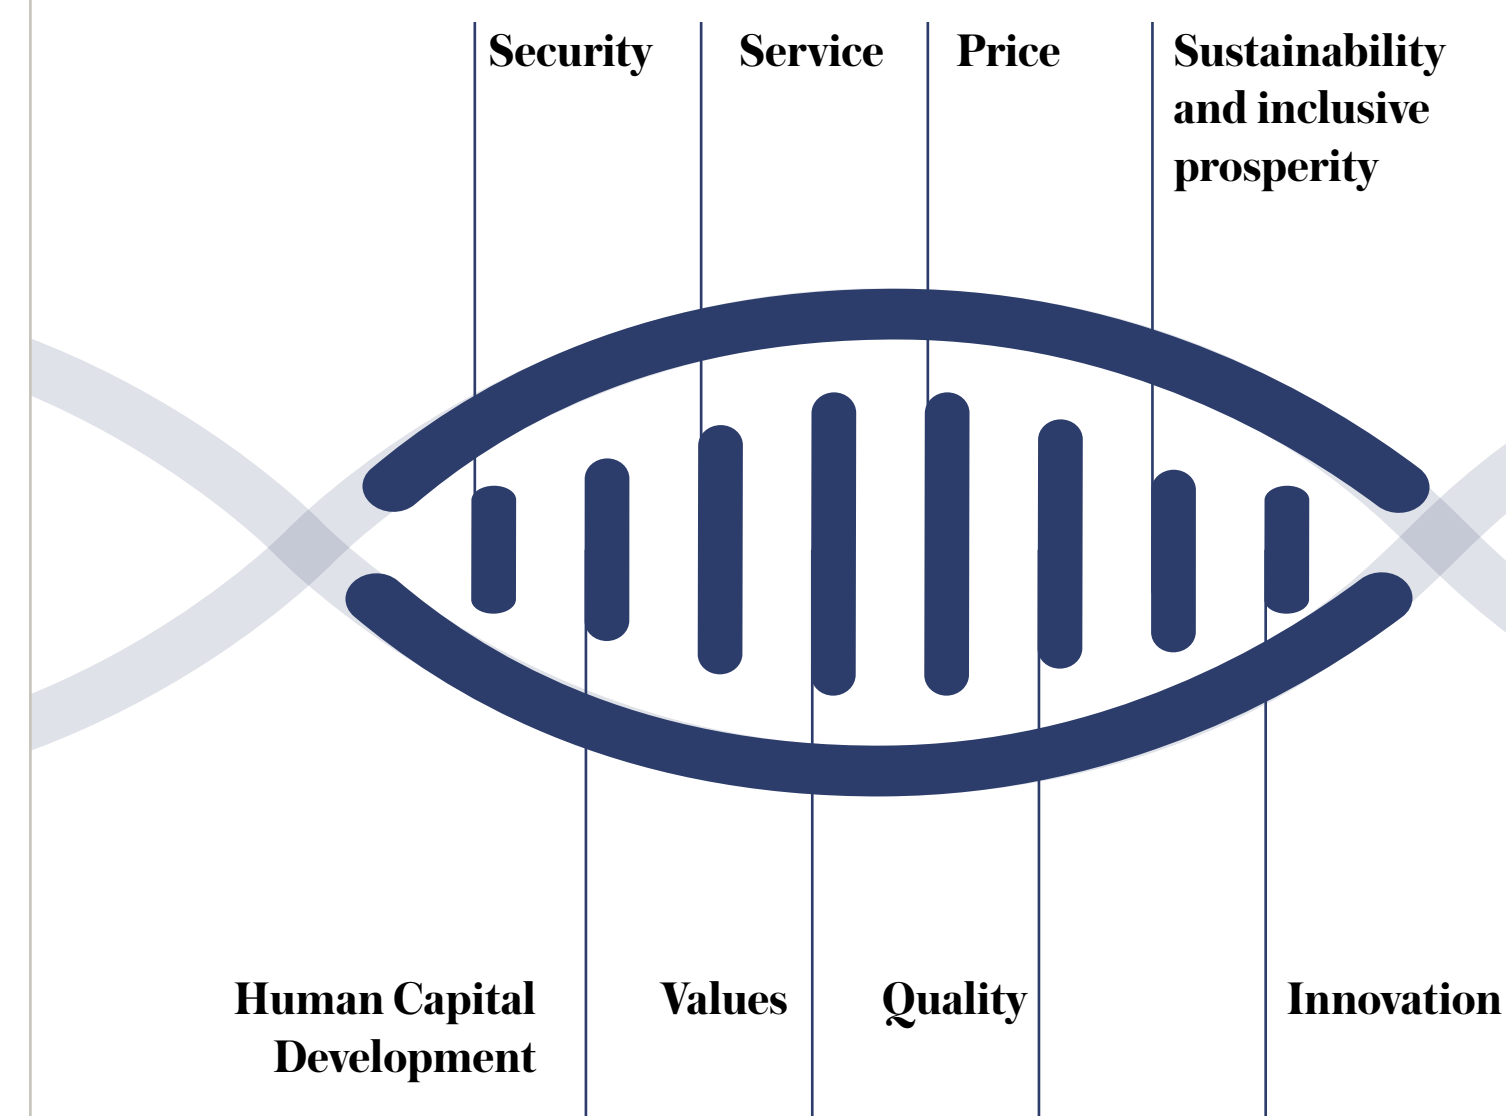 Security
Service
Price
Sustainability
and inclusive
prosperity
Human Capital
Development
Values
Quality
Innovation